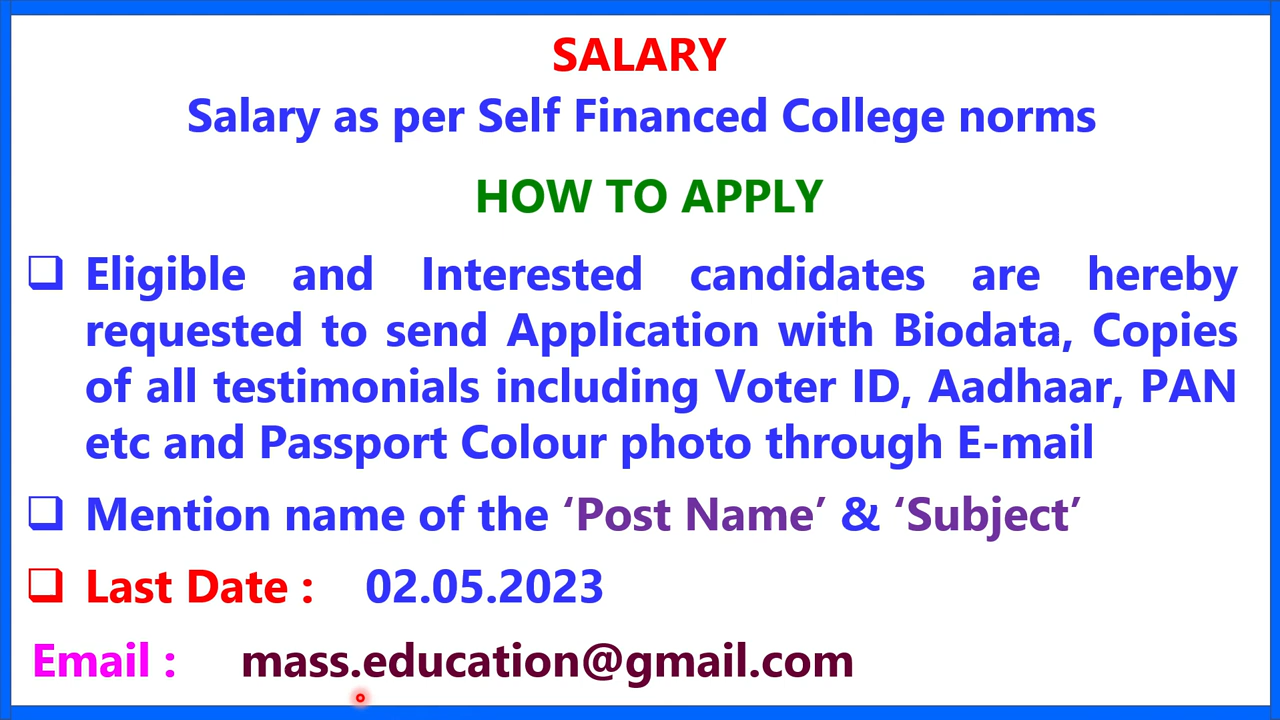 SALARY
Salary as per Self Financed College norms
HOW TO APPLY
❑ Eligible and Interested candidates are hereby
requested to send Application with Biodata, Copies
of all testimonials including Voter ID, Aadhaar, PAN
etc and Passport Colour photo through E-mail
❑ Mention name of the ‘Post Name’ & ‘Subject’
❑ Last Date : 02.05.2023
Email : mass.education@gmail.com